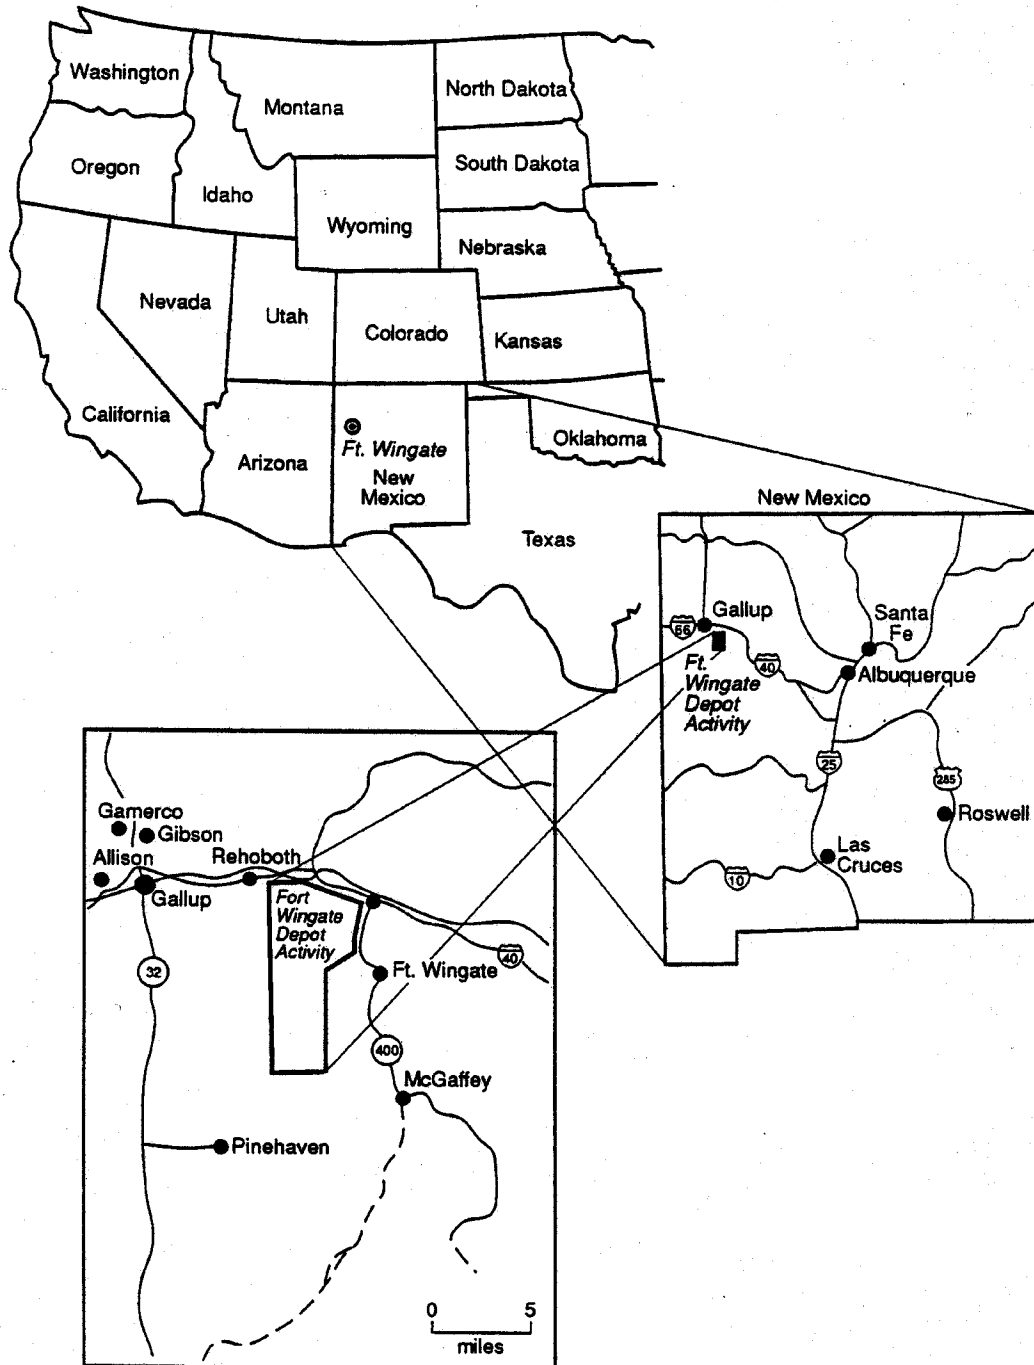 Washington
Montana
North Dakota
Oregon
Idaho
South Dakota
Wyoming
Nebraska
Nevada
Utah
Colorado
Kansas
California
Arizona
Ft. Wingate
New
Mexico
Oklahoma
Texas
New Mexico
Gallup
66
Santa
Fe
40
Albuquerque
Ft.
Wingate
Depot
Activity
25
285
Roswell
Las
Cruces
10
Gamerco
Gibson
Allison
Rehoboth
Gallup
Fort
Wingate
Depot
Activity
40
32
Ft. Wingate
400
McGaffey
Pinehaven
0 5
miles